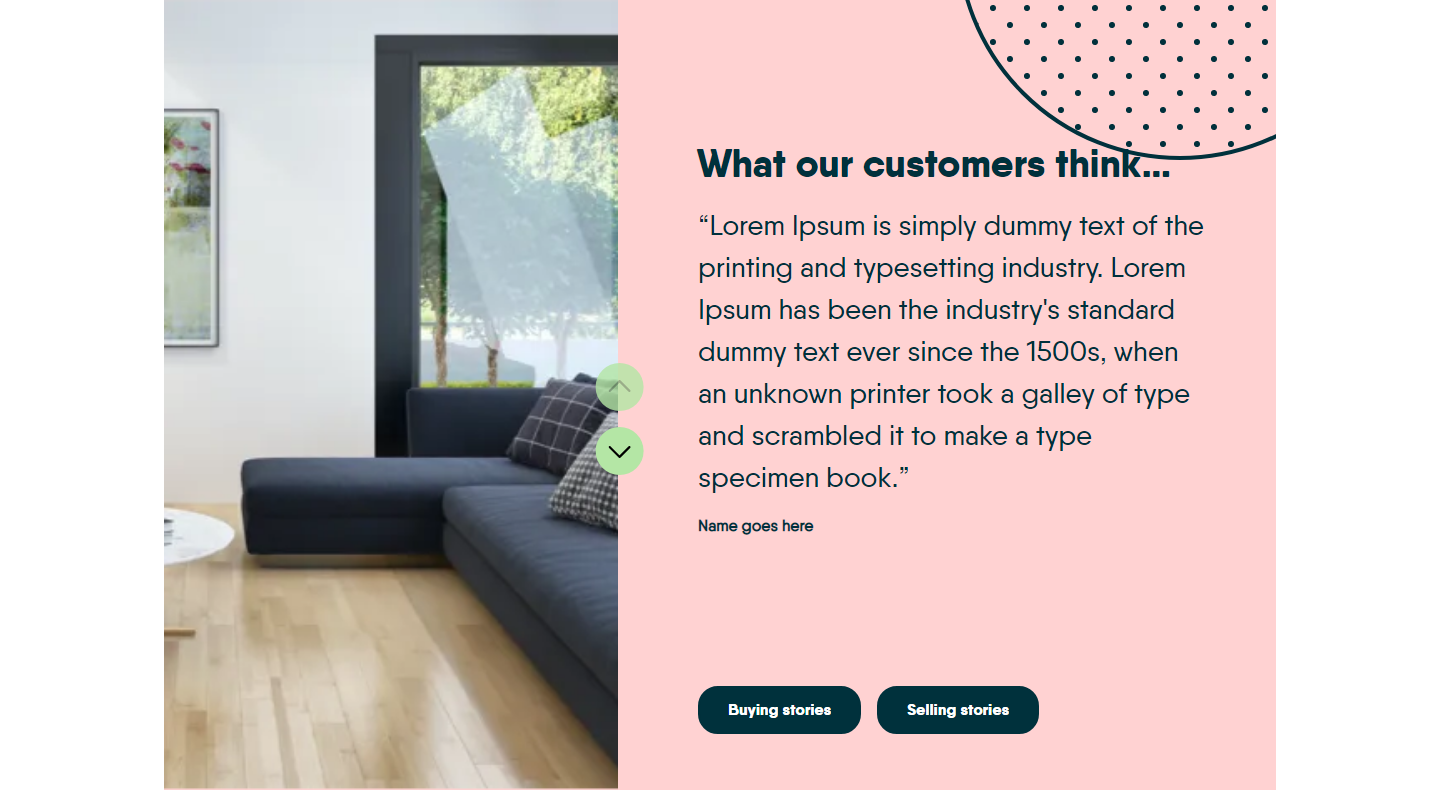 What our customers think...
“Lorem Ipsum is simply dummy text of the
printing and typesetting industry. Lorem
Ipsum has been the industry's standard
dummy text ever since the 1500s, when
an unknown printer took a galley of type
and scrambled it to make a type
specimen book.”
Name goes here
Buying stories
Selling stories